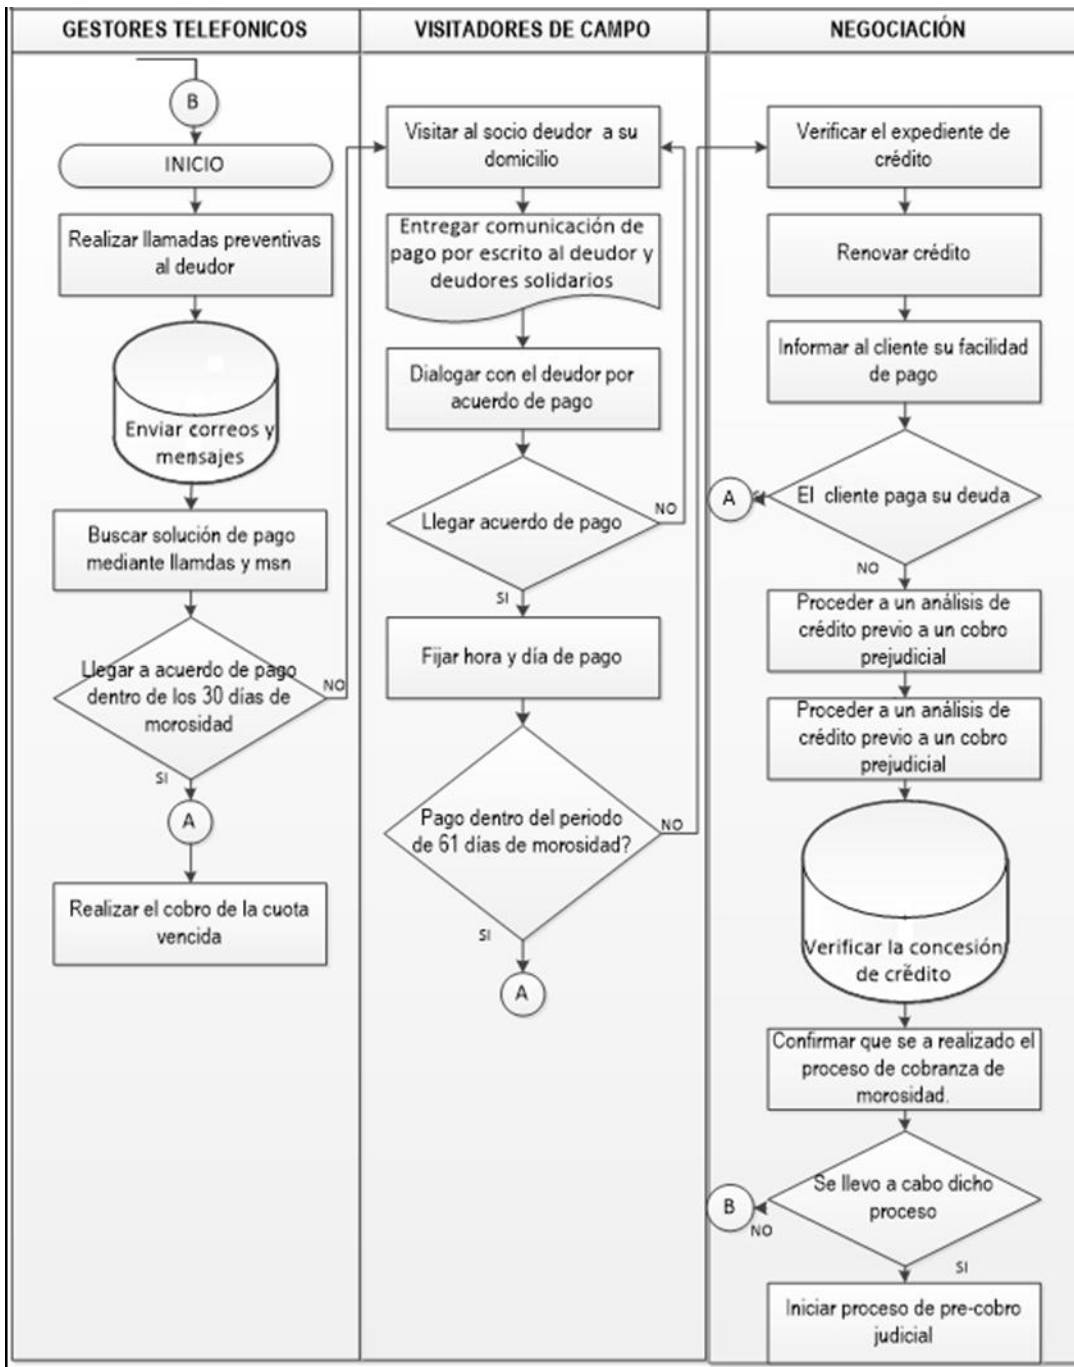 GESTORES TELEFONICOS
B
INICIO
Realizar llamadas preventivas
al deudor
Enviar correos y
mensajes
Buscar solución de pago
mediante llamdas y msn
Llegar a acuerdo de pago
dentro de los 30 días de
morosidad
NO
SI
A
Realizar el cobro de la cuota
vencida
VISITADORES DE CAMPO
Visitar al socio deudor a su
domicilio
Entregar comunicación de
pago por escrito al deudor y
deudores solidarios
Dialogar con el deudor por
acuerdo de pago
Llegar acuerdo de pago
NO
SI
Fijar hora y día de pago
Pago dentro del periodo
de 61 días de morosidad?
NO
SI
A
NEGOCIACIÓN
Verificar el expediente de
crédito
Renovar crédito
Informar al cliente su facilidad
de pago
El cliente paga su deuda
SI
A
NO
Proceder a un análisis de
crédito previo a un cobro
prejudicial
Proceder a un análisis de
crédito previo a un cobro
prejudicial
Verificar la concesión
de crédito
Confirmar que se a realizado el
proceso de cobranza de
morosidad.
Se llevo a cabo dicho
proceso
B
NO
SI
Iniciar proceso de pre-cobro
judicial